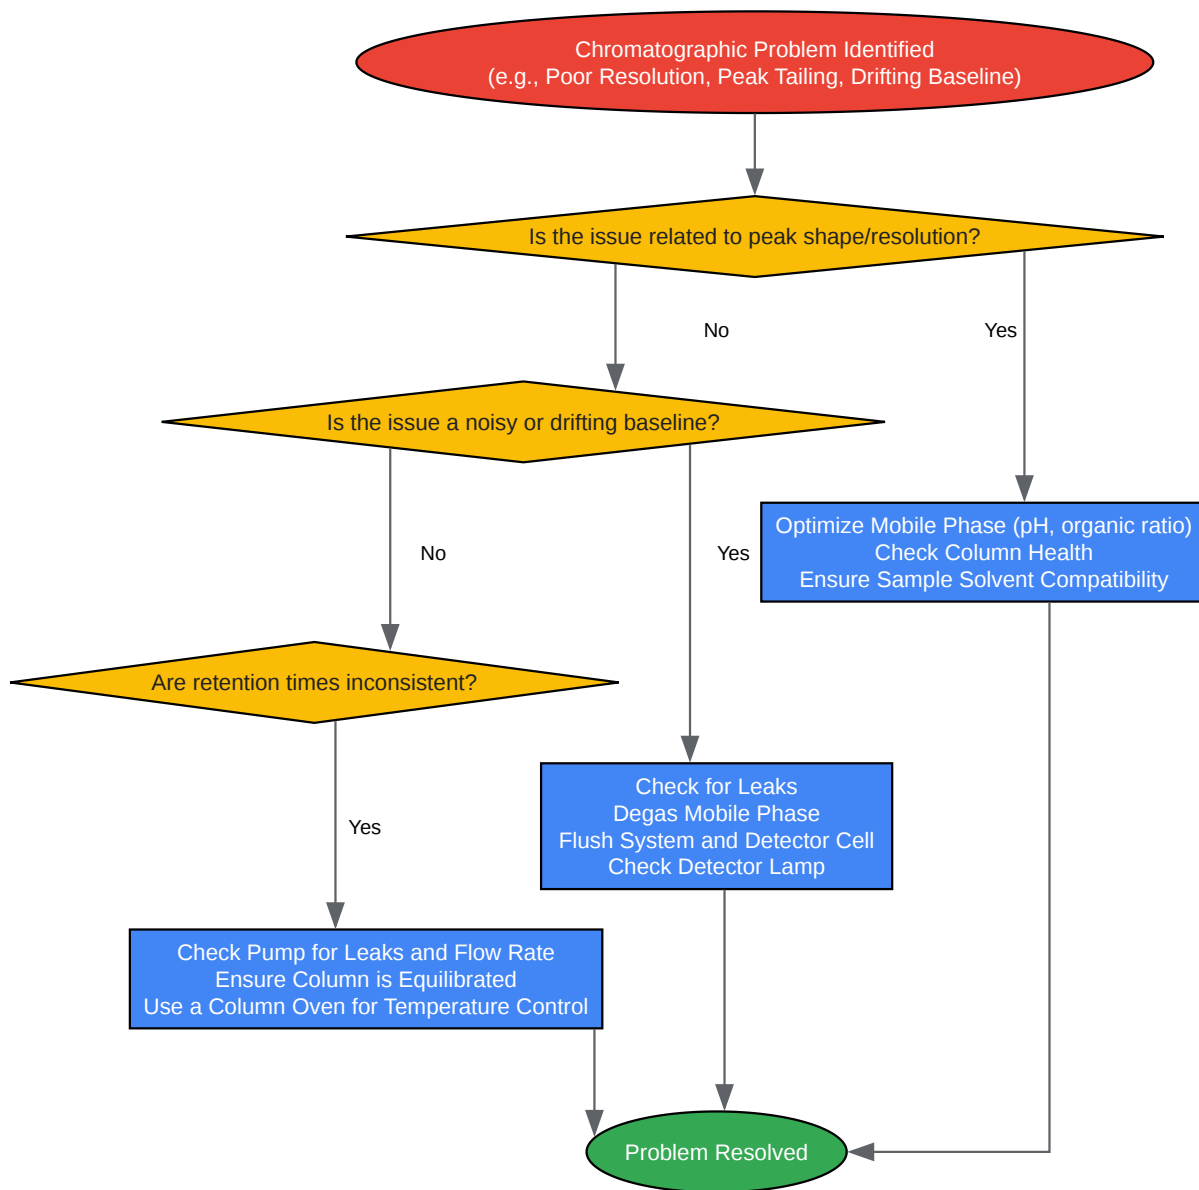 Chromatographic Problem Identified
(e.g., Poor Resolution, Peak Tailing, Drifting Baseline)
Is the issue related to peak shape/resolution?
No
Yes
Is the issue a noisy or drifting baseline?
No
Yes
Optimize Mobile Phase (pH, organic ratio)
Check Column Health
Ensure Sample Solvent Compatibility
Are retention times inconsistent?
Yes
Check for Leaks
Degas Mobile Phase
Flush System and Detector Cell
Check Detector Lamp
Check Pump for Leaks and Flow Rate
Ensure Column is Equilibrated
Use a Column Oven for Temperature Control
Problem Resolved